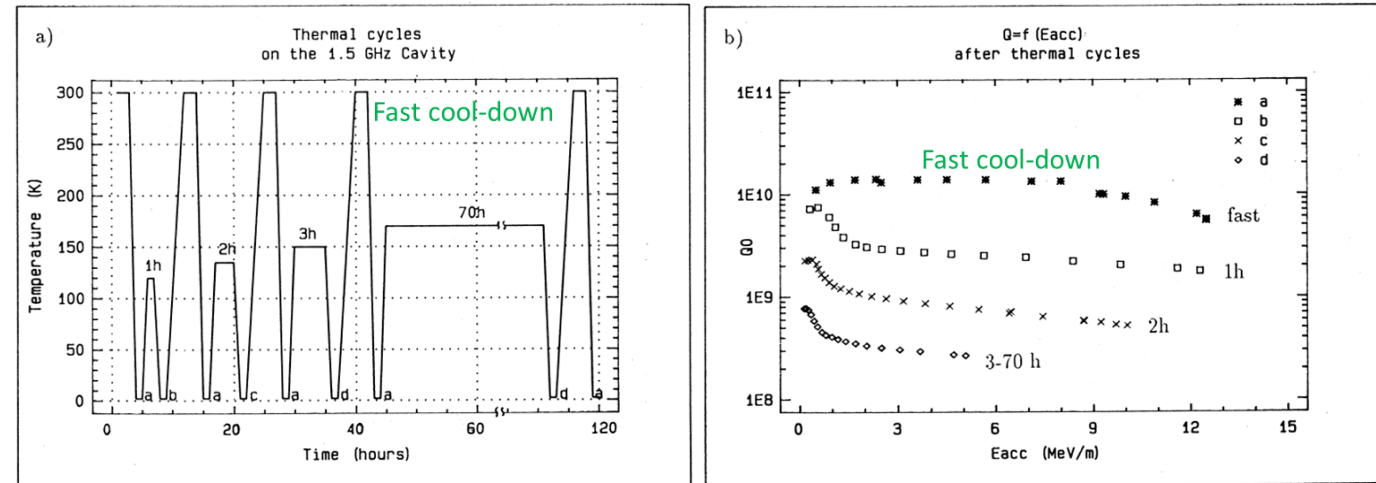 a)
Thermal cycles
on the 1.5 GHz Cavity
Fast cool-down
300
250
200
150
100
50
0
Temperature (K)
1h
2h
3h
70h
a
b
a
c
a
d
a
d
a
0
20
40
60
120
Time (hours)
b)
Q=f(Eacc)
after thermal cycles
1E11
1E10
1E9
1E8
Q0
a
b
c
d
Fast cool-down
fast
1h
2h
3-70 h
0
3
6
9
12
15
Eacc (MeV/m)